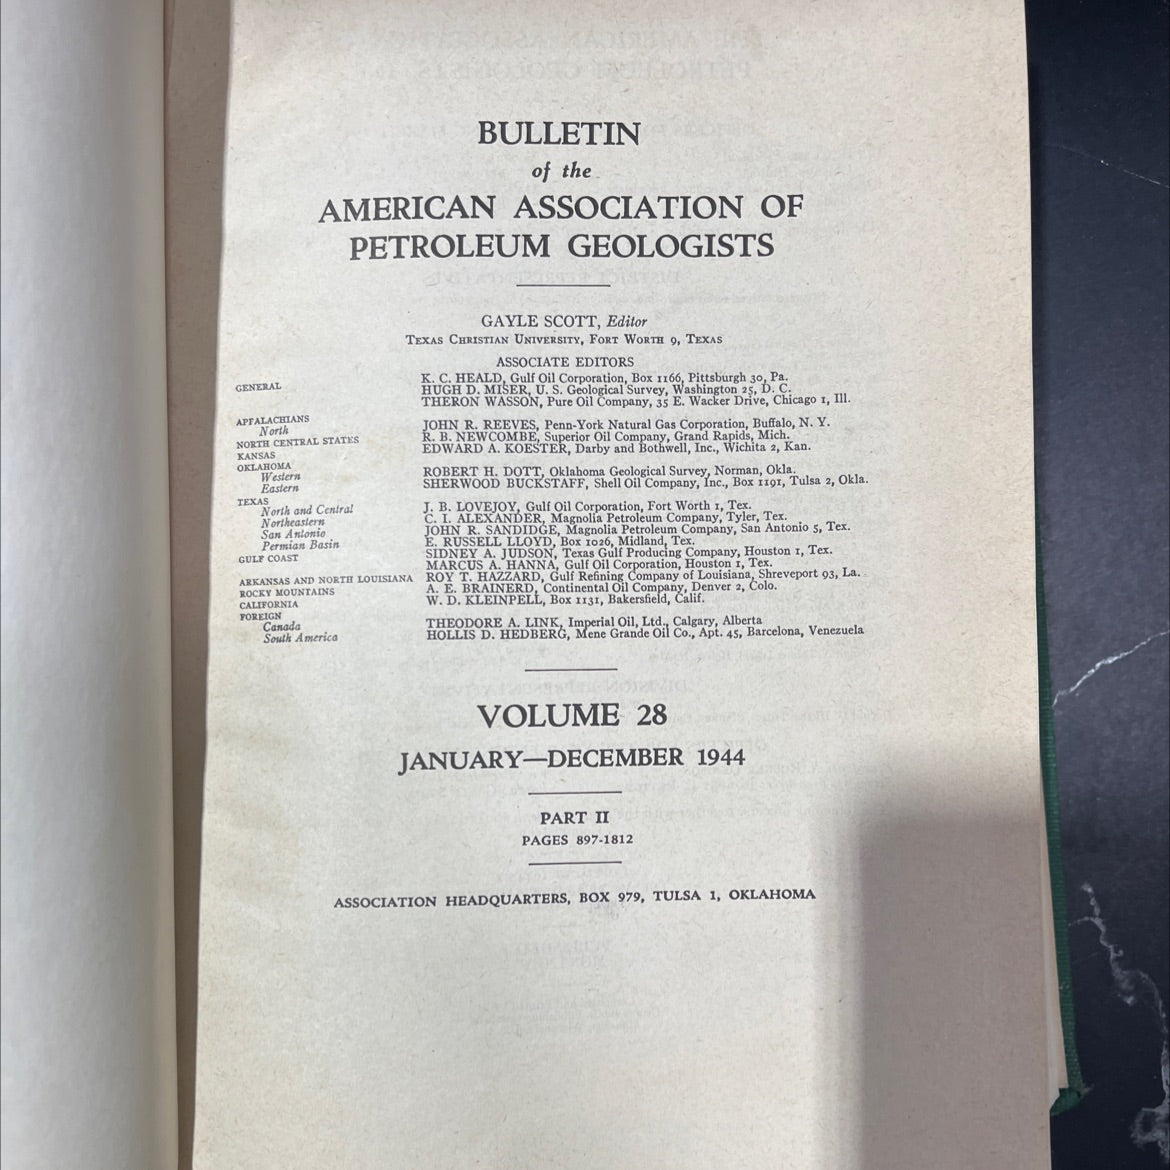 BULLETIN
of the
AMERICAN ASSOCIATION OF
PETROLEUM GEOLOGISTS
GAYLE SCOTT, Editor
TEXAS CHRISTIAN UNIVERSITY, FORT WORTH 9, TEXAS
ASSOCIATE EDITORS
GENERAL
K. C. HEALD, Gulf Oil Corporation, Box 1166, Pittsburgh 30, Pa.
HUGH D. MISER, U. S. Geological Survey, Washington 25, D. C.
THERON WASSON, Pure Oil Company, 35 E. Wacker Drive, Chicago 1, Ill.
APPALACHIANS
North JOHN R. REEVES, Penn-York Natural Gas Corporation, Buffalo, N. Y.
NORTH CENTRAL STATES R. B. NEWCOMBE, Superior Oil Company, Grand Rapids, Mich.
KANSAS EDWARD A. KOESTER, Darby and Bothwell, Inc., Wichita 2, Kan.
OKLAHOMA
Western ROBERT H. DOTT, Oklahoma Geological Survey, Norman, Okla.
Eastern SHERWOOD BUCKSTAFF, Shell Oil Company, Inc., Box 1191, Tulsa 2, Okla.
TEXAS
North and Central J. B. LOVEJOY, Gulf Oil Corporation, Fort Worth 1, Tex.
Northeastern C. I. ALEXANDER, Magnolia Petroleum Company, Tyler, Tex.
San Antonio JOHN R. SANDIDGE, Magnolia Petroleum Company, San Antonio 5, Tex.
Permian Basin E. RUSSELL LLOYD, Box 1026, Midland, Tex.
GULF COAST SIDNEY A. JUDSON, Texas Gulf Producing Company, Houston 1, Tex.
MARCUS A. HANNA, Gulf Oil Corporation, Houston 1, Tex.
ARKANSAS AND NORTH LOUISIANA ROY T. HAZZARD, Gulf Refining Company of Louisiana, Shreveport 93, La.
ROCKY MOUNTAINS A. E. BRAINERD, Continental Oil Company, Denver 2, Colo.
CALIFORNIA W. D. KLEINPELL, Box 1131, Bakersfield, Calif.
FOREIGN
Canada THEODORE A. LINK, Imperial Oil, Ltd., Calgary, Alberta
South America HOLLIS D. HEDBERG, Mene Grande Oil Co., Apt. 45, Barcelona, Venezuela
VOLUME 28
JANUARY—DECEMBER 1944
PART II
PAGES 897-1812
ASSOCIATION HEADQUARTERS, BOX 979, TULSA 1, OKLAHOMA